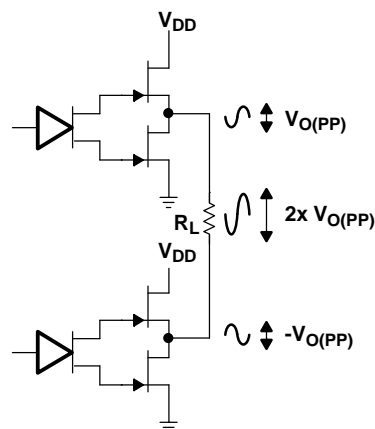 VDD
VO(PP)
RL
2x VO(PP)
VDD
-VO(PP)